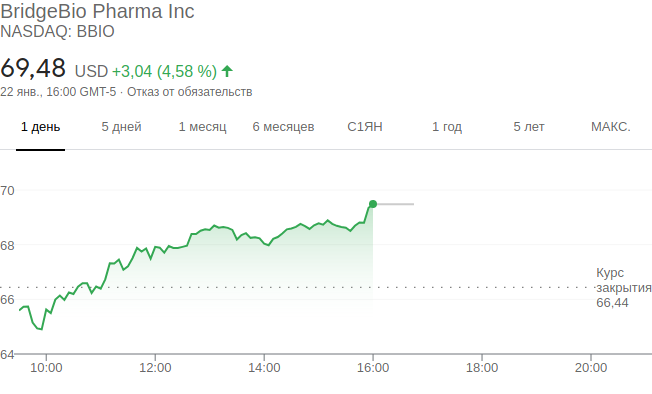 BridgeBio Pharma Inc
NASDAQ: BBIO
69,48 USD +3,04 (4,58 %)
22 янв., 16:00 GMT-5 · Отказ от обязательств
1 день 5 дней 1 месяц 6 месяцев С1ЯН 1 год 5 лет МАКС.
70
68
Курс
закрытия
66
66,44
64
10:00 12:00 14:00 16:00 18:00 20:00